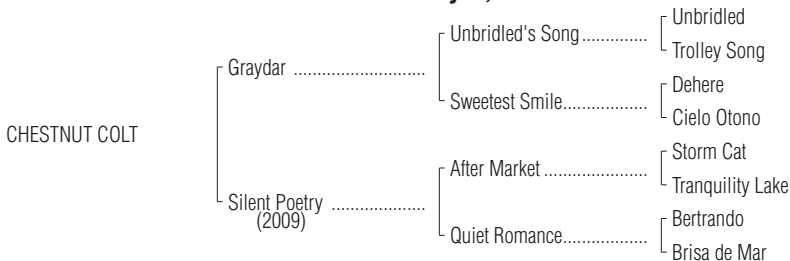 Unbridled
Unbridled's Song ..............
Trolley Song
Graydar ............................
Dehere
Sweetest Smile..................
Cielo Otono
CHESTNUT COLT
Storm Cat
After Market ......................
Tranquility Lake
Silent Poetry ....................
(2009)
Bertrando
Quiet Romance..................
Brisa de Mar